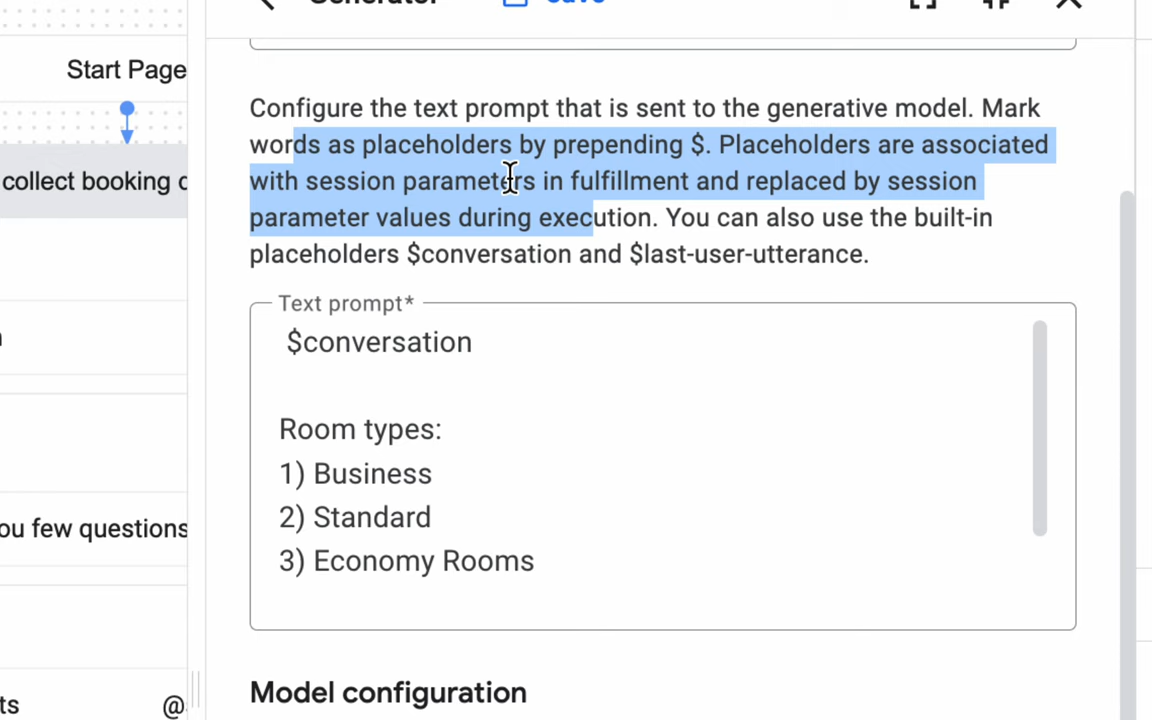 Generator
Save
Start Page
Configure the text prompt that is sent to the generative model. Mark
words as placeholders by prepending $. Placeholders are associated
with session parameters in fulfillment and replaced by session
parameter values during execution. You can also use the built-in
placeholders $conversation and $last-user-utterance.
collect booking
Text prompt*
$conversation
Room types:
1) Business
2) Standard
3) Economy Rooms
ou few questions
Model configuration
ts
@